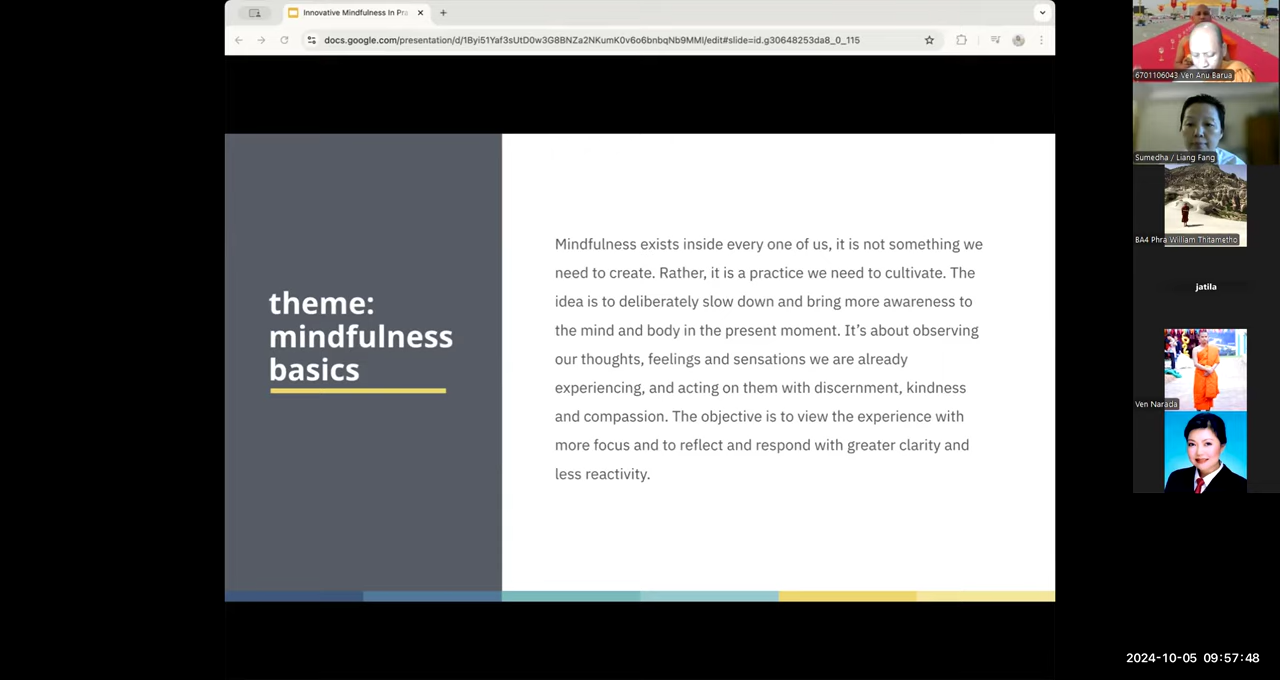 Innovative Mindfulness In Pra
docs.google.com/presentation/d/1Byi51Yaf3sUtD0w3G8BNZa2NKumK0v6o6bnbqNb9MMI/edit#slide=id.g30648253da8_0_115
theme:
mindfulness
basics
Mindfulness exists inside every one of us, it is not something we
need to create. Rather, it is a practice we need to cultivate. The
idea is to deliberately slow down and bring more awareness to
the mind and body in the present moment. It’s about observing
our thoughts, feelings and sensations we are already
experiencing, and acting on them with discernment, kindness
and compassion. The objective is to view the experience with
more focus and to reflect and respond with greater clarity and
less reactivity.
6701106043 Ven Anu Barua
Sumedha / Liang Fang
BA4 Phra William Thitametho
jatila
Ven Narada
2024-10-05 09:57:48